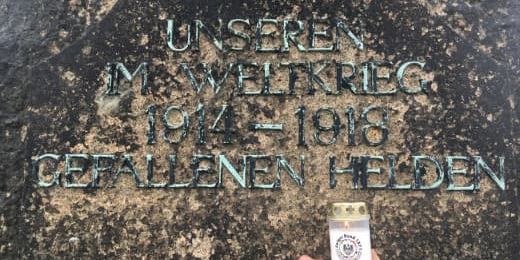 UNSEREN
IM WELTKRIEG
1914–1918
GEFALLENEN HELDEN